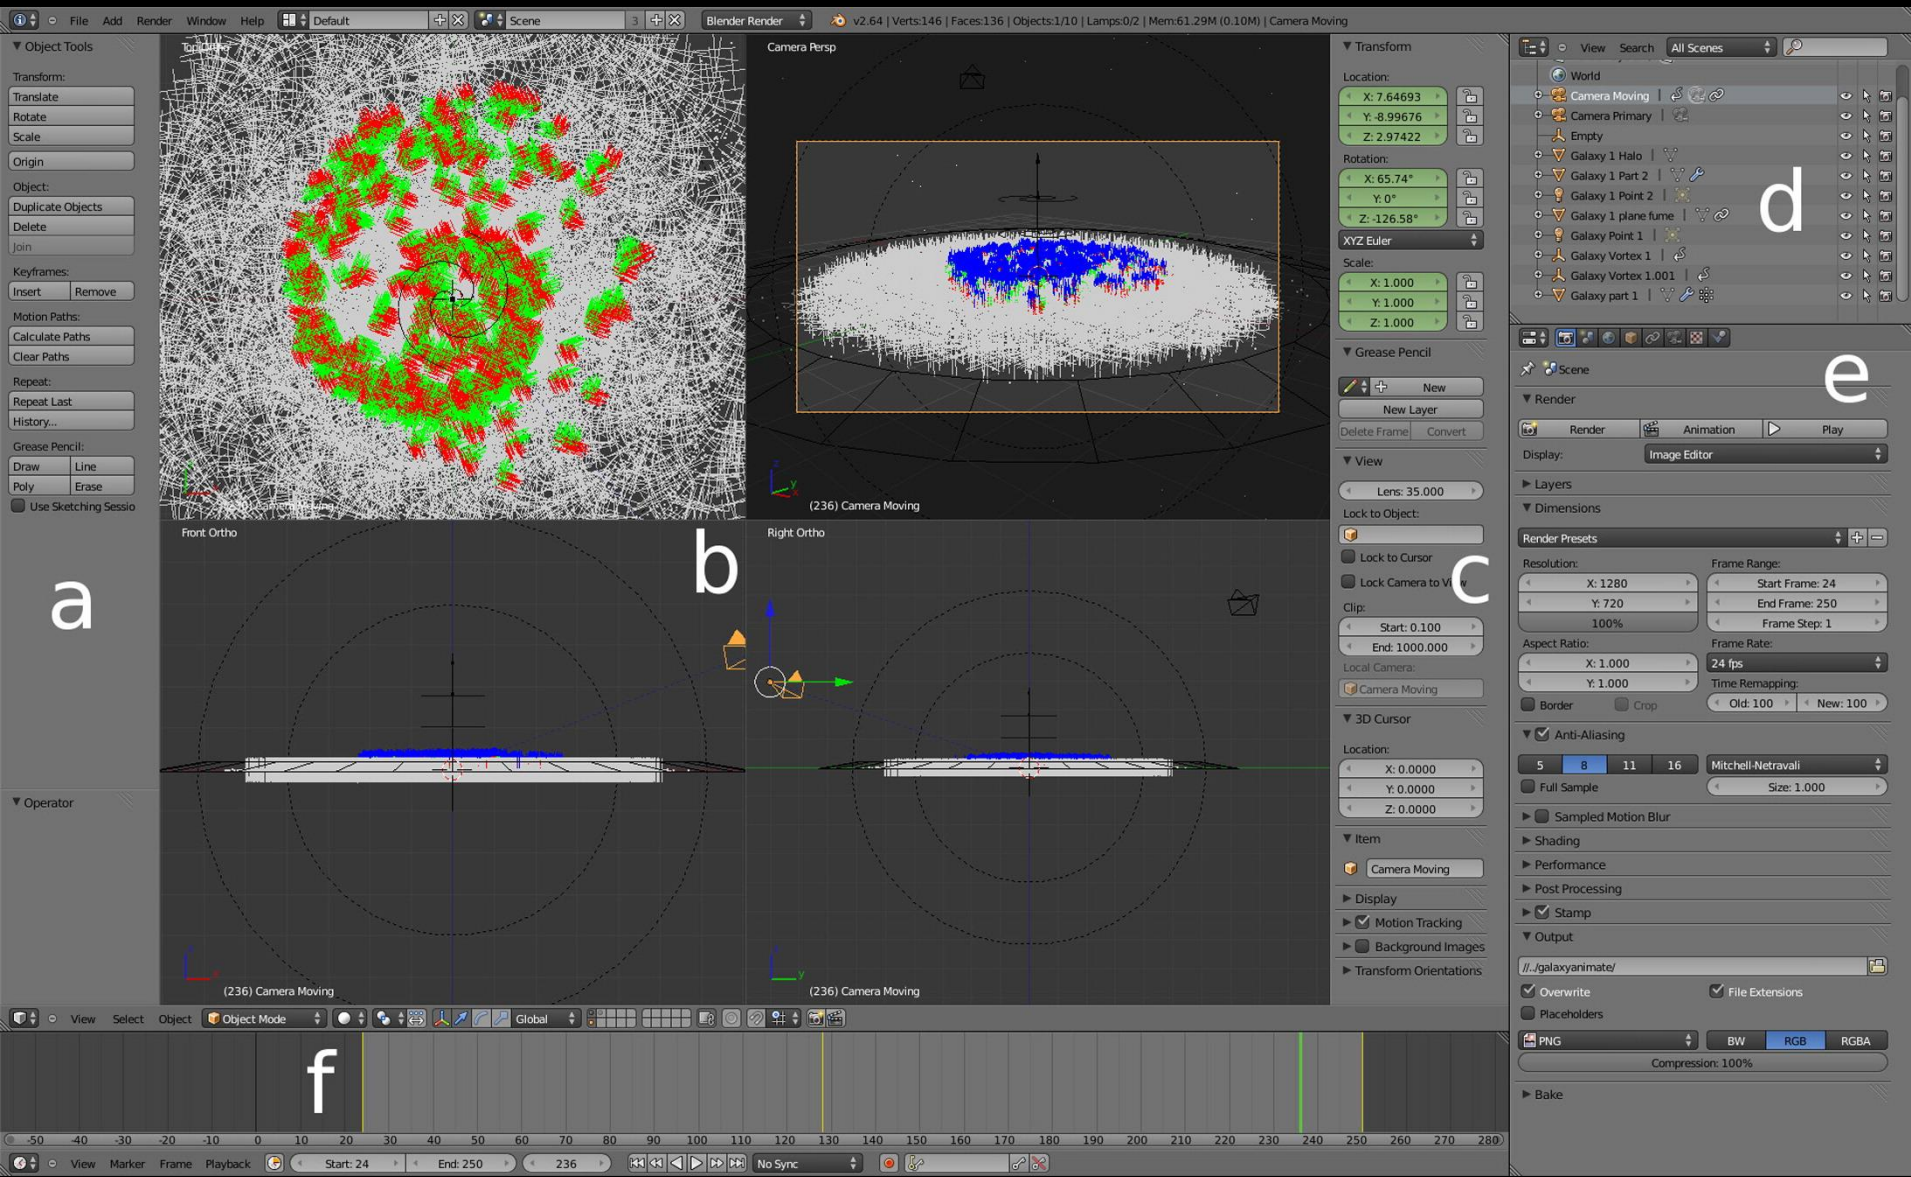 File Add Render Window Help Default Scene 3 Blender Render v2.64 | Verts:146 | Faces:136 | Objects:1/10 | Lamps:0/2 | Mem:61.29M (0.10M) | Camera Moving
Object Tools
Transform:
Translate
Rotate
Scale
Origin
Object:
Duplicate Objects
Delete
Join
Keyframes:
Insert Remove
Motion Paths:
Calculate Paths
Clear Paths
Repeat:
Repeat Last
History...
Grease Pencil:
Draw Line
Poly Erase
Use Sketching Sessio
a
Operator
Camera Persp
(236) Camera Moving
Front Ortho
b
(236) Camera Moving
Right Ortho
(236) Camera Moving
Transform
Location:
X: 7.64693
Y: -8.99676
Z: 2.97422
Rotation:
X: 65.74°
Y: 0°
Z: -126.58°
XYZ Euler
Scale:
X: 1.000
Y: 1.000
Z: 1.000
Grease Pencil
New
New Layer
Delete Frame Convert
View
Lens: 35.000
Lock to Object:
Lock to Cursor
Lock Camera to
c
Clip:
Start: 0.100
End: 1000.000
Local Camera:
Camera Moving
3D Cursor
Location:
X: 0.0000
Y: 0.0000
Z: 0.0000
Item
Camera Moving
Display
Motion Tracking
Background Images
Transform Orientations
View Search All Scenes
World
Camera Moving
Camera Primary
Empty
Galaxy 1 Halo
Galaxy 1 Part 2
Galaxy 1 Point 2
Galaxy 1 plane fume
Galaxy Point 1
Galaxy Vortex 1
Galaxy Vortex 1.001
Galaxy part 1
d
e
Scene
Render
Render Animation Play
Display: Image Editor
Layers
Dimensions
Render Presets
Resolution: Frame Range:
X: 1280 Start Frame: 24
Y: 720 End Frame: 250
100% Frame Step: 1
Aspect Ratio: Frame Rate:
X: 1.000 24 fps
Y: 1.000 Time Remapping:
Border Crop Old: 100 New: 100
Anti-Aliasing
5 8 11 16 Mitchell-Netravali
Full Sample Size: 1.000
Sampled Motion Blur
Shading
Performance
Post Processing
Stamp
Output
//../galaxyanimate/
Overwrite File Extensions
Placeholders
PNG BW RGB RGBA
Compression: 100%
Bake
View Select Object Object Mode Global
f
-50 -40 -30 -20 -10 0 10 20 30 40 50 60 70 80 90 100 110 120 130 140 150 160 170 180 190 200 210 220 230 240 250 260 270 280
View Marker Frame Playback Start: 24 End: 250 236 No Sync